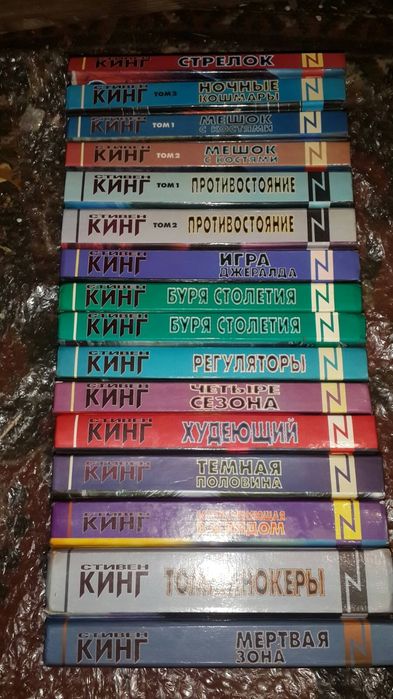 СТИВЕН
КИНГ
СТРЕЛОК
СТИВЕН
КИНГ
ТОМ 2
НОЧНЫЕ
КОШМАРЫ
СТИВЕН
КИНГ
ТОМ 1
МЕШОК
С КОСТЯМИ
СТИВЕН
КИНГ
ТОМ 2
МЕШОК
С КОСТЯМИ
СТИВЕН
КИНГ
ТОМ 1
ПРОТИВОСТОЯНИЕ
СТИВЕН
КИНГ
ТОМ 2
ПРОТИВОСТОЯНИЕ
СТИВЕН
КИНГ
ИГРА
ДЖЕРАЛДА
СТИВЕН
КИНГ
БУРЯ СТОЛЕТИЯ
СТИВЕН
КИНГ
БУРЯ СТОЛЕТИЯ
СТИВЕН
КИНГ
РЕГУЛЯТОРЫ
СТИВЕН
КИНГ
ЧЕТЫРЕ
СЕЗОНА
СТИВЕН
КИНГ
ХУДЕЮЩИЙ
СТИВЕН
КИНГ
ТЕМНАЯ
ПОЛОВИНА
СТИВЕН
КИНГ
ВЗГЛЯДОМ
СТИВЕН
КИНГ
ТОММИНОКЕРЫ
СТИВЕН
КИНГ
МЕРТВАЯ
ЗОНА